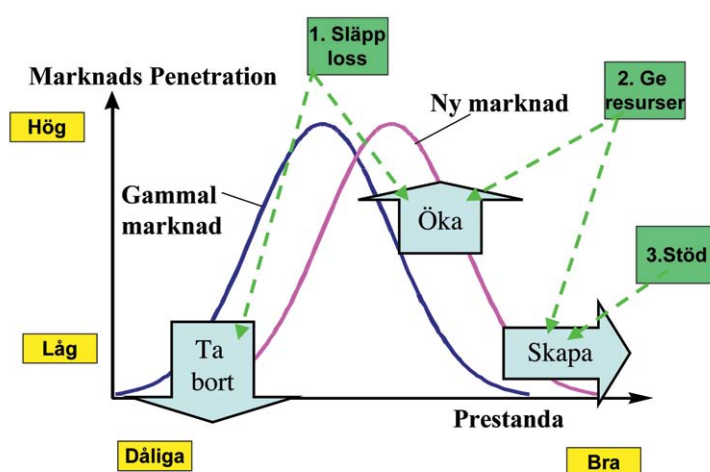 1. Släpp
loss
Marknads Penetration
2. Ge
resurser
Ny marknad
Hög
Gammal
marknad
Öka
3.Stöd
Låg
Ta
bort
Skapa
Prestanda
Dåliga
Bra